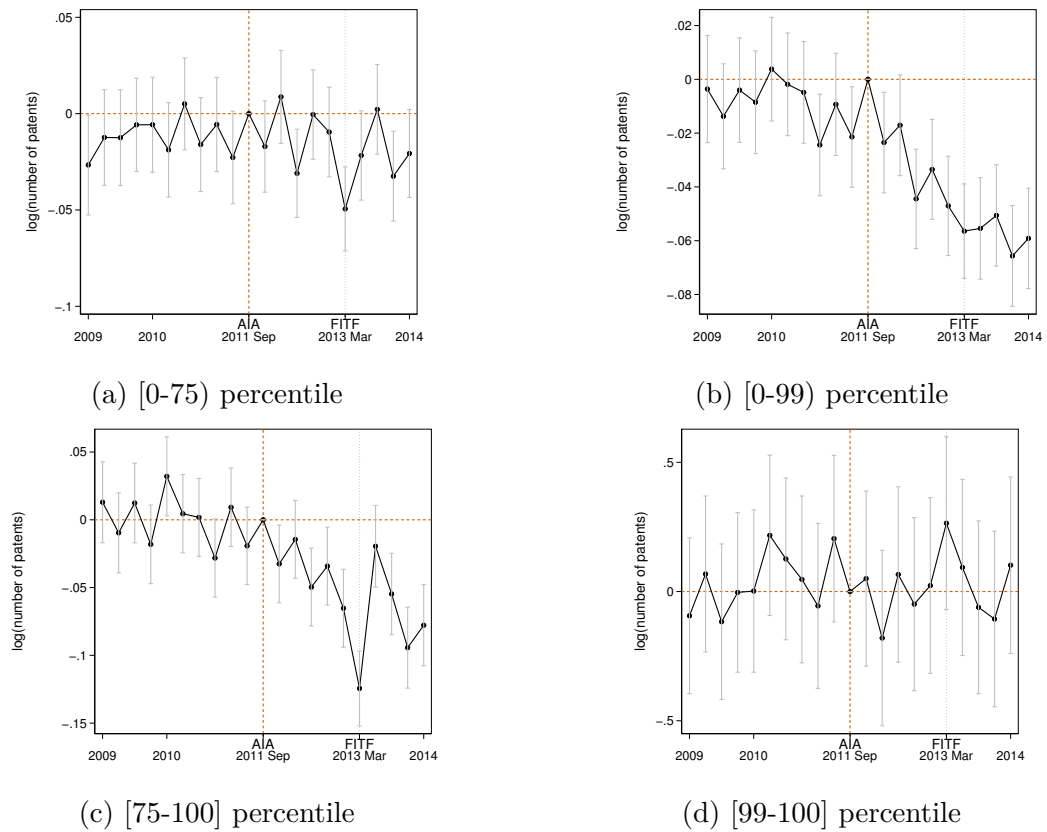 .05
0
-.05
-.1
log(number of patents)
2009 2010 AIA 2011 Sep FITF 2013 Mar 2014
(a) [0-75) percentile
.02
0
-.02
-.04
-.06
-.08
log(number of patents)
2009 2010 AIA 2011 Sep FITF 2013 Mar 2014
(b) [0-99) percentile
.05
0
-.05
-.1
-.15
log(number of patents)
2009 2010 AIA 2011 Sep FITF 2013 Mar 2014
(c) [75-100] percentile
.5
0
-.5
log(number of patents)
2009 2010 AIA 2011 Sep FITF 2013 Mar 2014
(d) [99-100] percentile